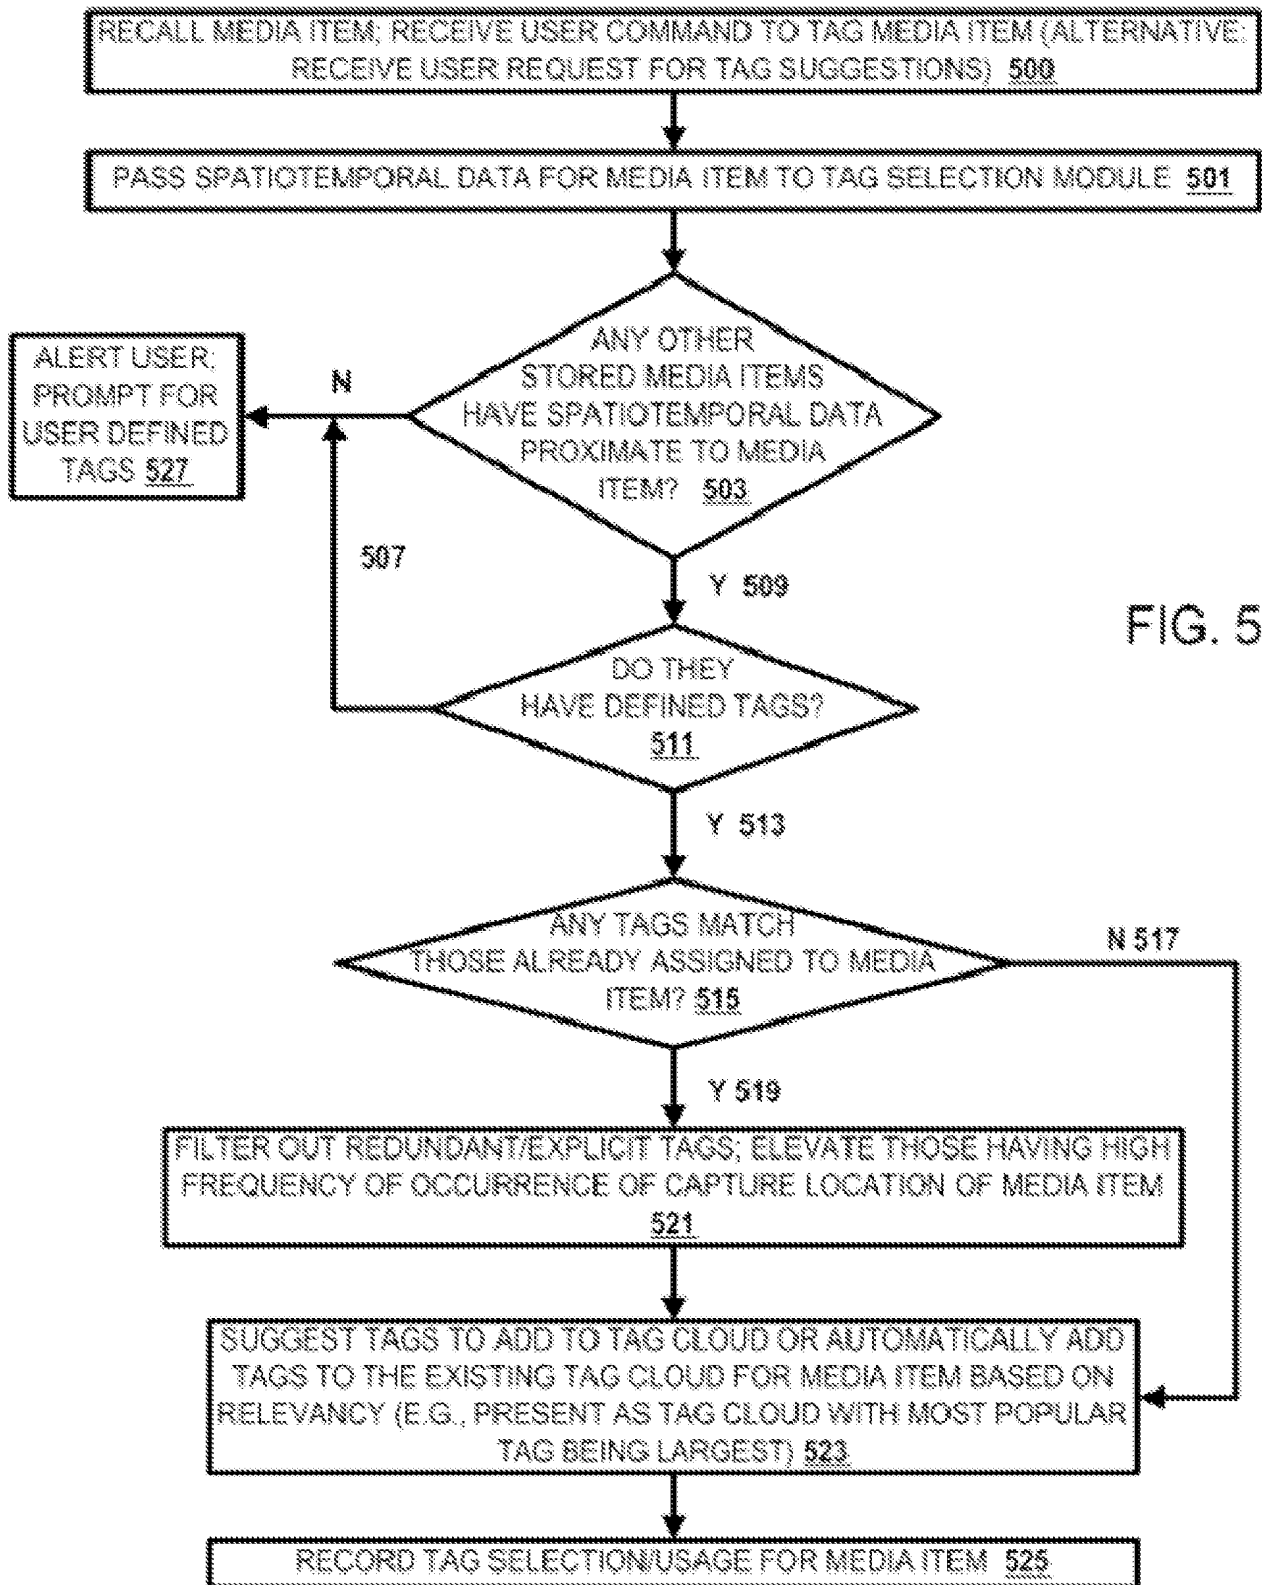 RECALL MEDIA ITEM; RECEIVE USER COMMAND TO TAG MEDIA ITEM (ALTERNATIVE:
RECEIVE USER REQUEST FOR TAG SUGGESTIONS) 500
PASS SPATIOTEMPORAL DATA FOR MEDIA ITEM TO TAG SELECTION MODULE 501
ANY OTHER
STORED MEDIA ITEMS
HAVE SPATIOTEMPORAL DATA
PROXIMATE TO MEDIA
ITEM? 503
N
ALERT USER;
PROMPT FOR
USER DEFINED
TAGS 527
507
Y 509
FIG. 5
DO THEY
HAVE DEFINED TAGS?
511
Y 513
ANY TAGS MATCH
THOSE ALREADY ASSIGNED TO MEDIA
ITEM? 515
N 517
Y 519
FILTER OUT REDUNDANT/EXPLICIT TAGS; ELEVATE THOSE HAVING HIGH
FREQUENCY OF OCCURRENCE OF CAPTURE LOCATION OF MEDIA ITEM
521
SUGGEST TAGS TO ADD TO TAG CLOUD OR AUTOMATICALLY ADD
TAGS TO THE EXISTING TAG CLOUD FOR MEDIA ITEM BASED ON
RELEVANCY (E.G., PRESENT AS TAG CLOUD WITH MOST POPULAR
TAG BEING LARGEST) 523
RECORD TAG SELECTION/USAGE FOR MEDIA ITEM 525